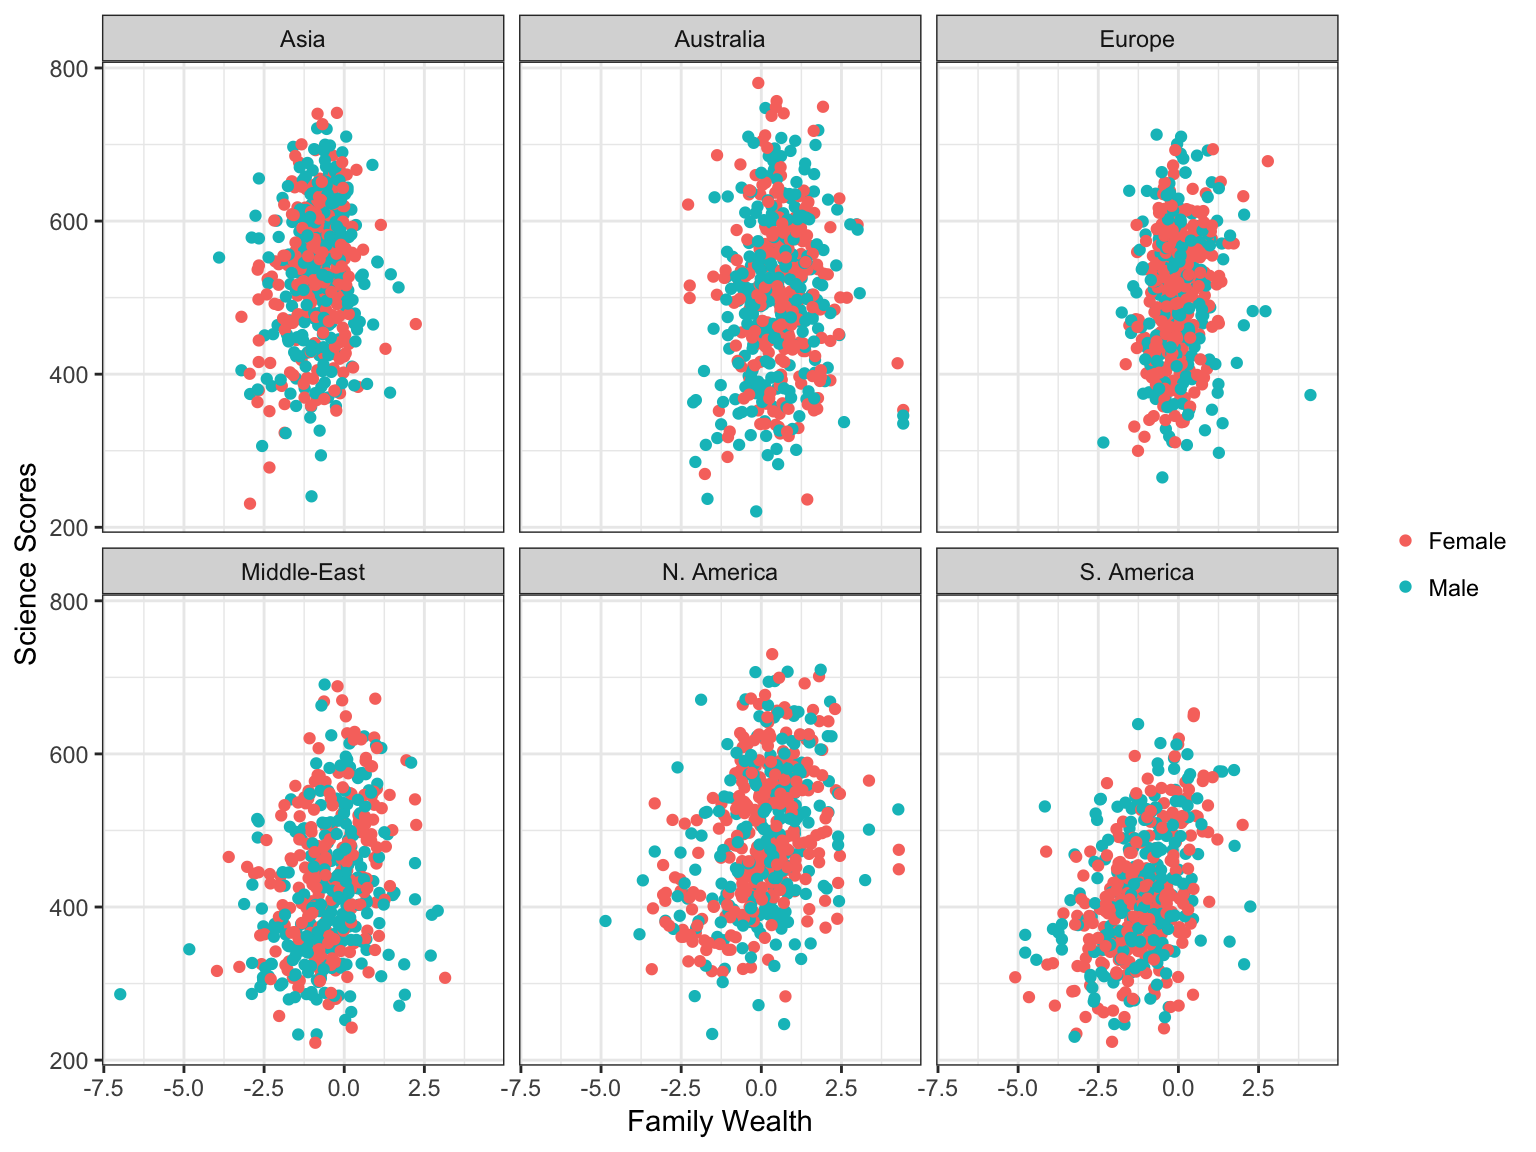 Asia Australia Europe
800
600
400
200
Science Scores
Middle-East N. America S. America
800
600
400
200
-7.5 -5.0 -2.5 0.0 2.5 -7.5 -5.0 -2.5 0.0 2.5 -7.5 -5.0 -2.5 0.0 2.5
Family Wealth
Female
Male